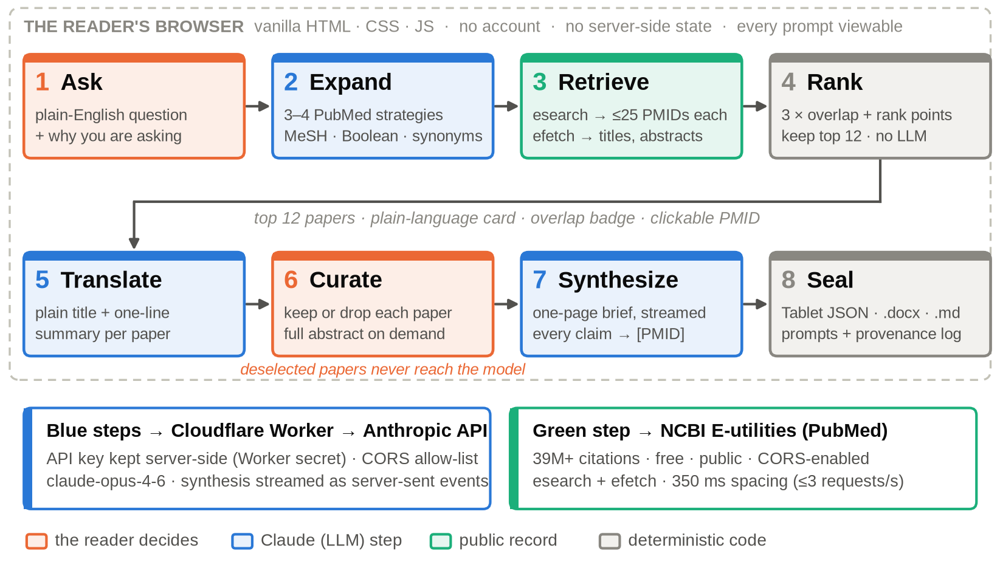 THE READER'S BROWSER vanilla HTML · CSS · JS · no account · no server-side state · every prompt viewable
1 Ask
plain-English question
+ why you are asking
2 Expand
3–4 PubMed strategies
MeSH · Boolean · synonyms
3 Retrieve
esearch → ≤25 PMIDs each
efetch → titles, abstracts
4 Rank
3 × overlap + rank points
keep top 12 · no LLM
top 12 papers · plain-language card · overlap badge · clickable PMID
5 Translate
plain title + one-line
summary per paper
6 Curate
keep or drop each paper
full abstract on demand
7 Synthesize
one-page brief, streamed
every claim → [PMID]
8 Seal
Tablet JSON · .docx · .md
prompts + provenance log
deselected papers never reach the model
Blue steps → Cloudflare Worker → Anthropic API
API key kept server-side (Worker secret) · CORS allow-list
claude-opus-4-6 · synthesis streamed as server-sent events
Green step → NCBI E-utilities (PubMed)
39M+ citations · free · public · CORS-enabled
esearch + efetch · 350 ms spacing (≤3 requests/s)
the reader decides
Claude (LLM) step
public record
deterministic code